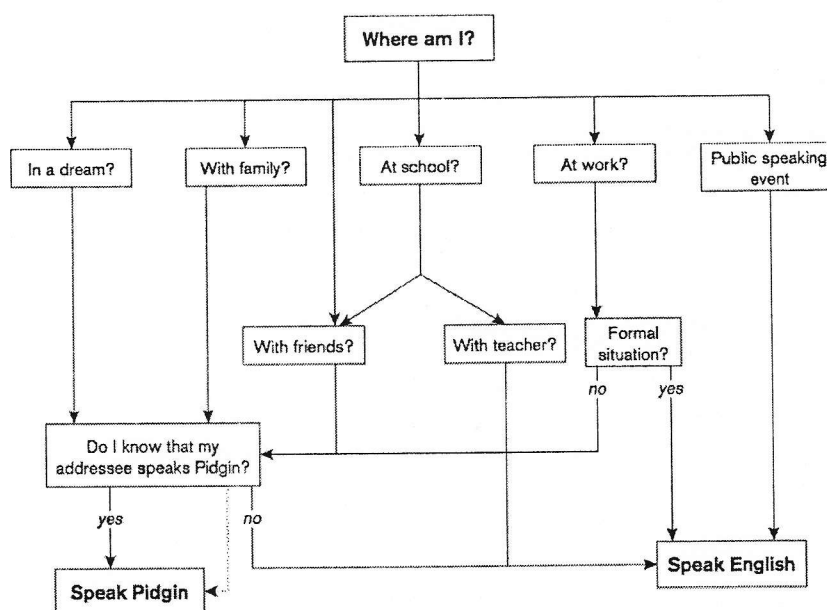 Where am I?
In a dream?
With family?
At school?
At work?
Public speaking
event
With friends?
With teacher?
Formal
situation?
no
yes
Do I know that my
addressee speaks Pidgin?
yes
no
Speak Pidgin
Speak English